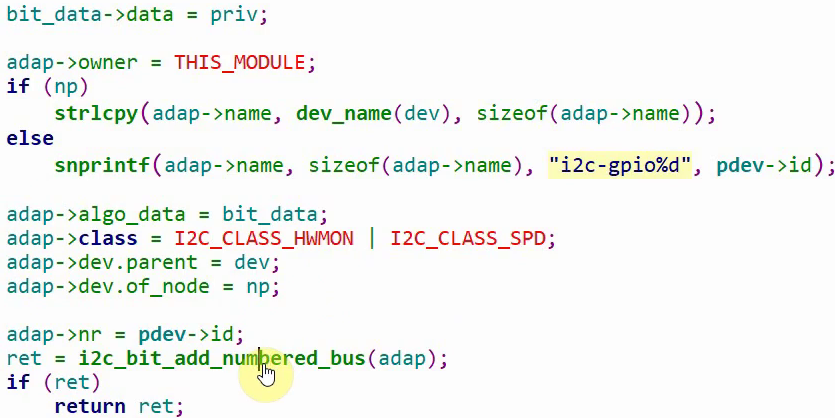 bit_data->data = priv;
adap->owner = THIS_MODULE;
if (np)
strlcpy(adap->name, dev_name(dev), sizeof(adap->name));
else
snprintf(adap->name, sizeof(adap->name), "i2c-gpio%d", pdev->id);
adap->algo_data = bit_data;
adap->class = I2C_CLASS_HWMON | I2C_CLASS_SPD;
adap->dev.parent = dev;
adap->dev.of_node = np;
adap->nr = pdev->id;
ret = i2c_bit_add_numbered_bus(adap);
if (ret)
return ret;